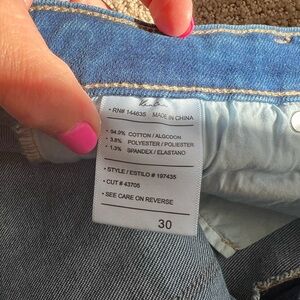 • RN# 144635 MADE IN CHINA
• 94.9% COTTON / ALGODON
• 3.8% POLYESTER / POLIESTER
• 1.3% SPANDEX / ELASTANO
• STYLE / ESTILO # 197435
• CUT # 43705
• SEE CARE ON REVERSE
30